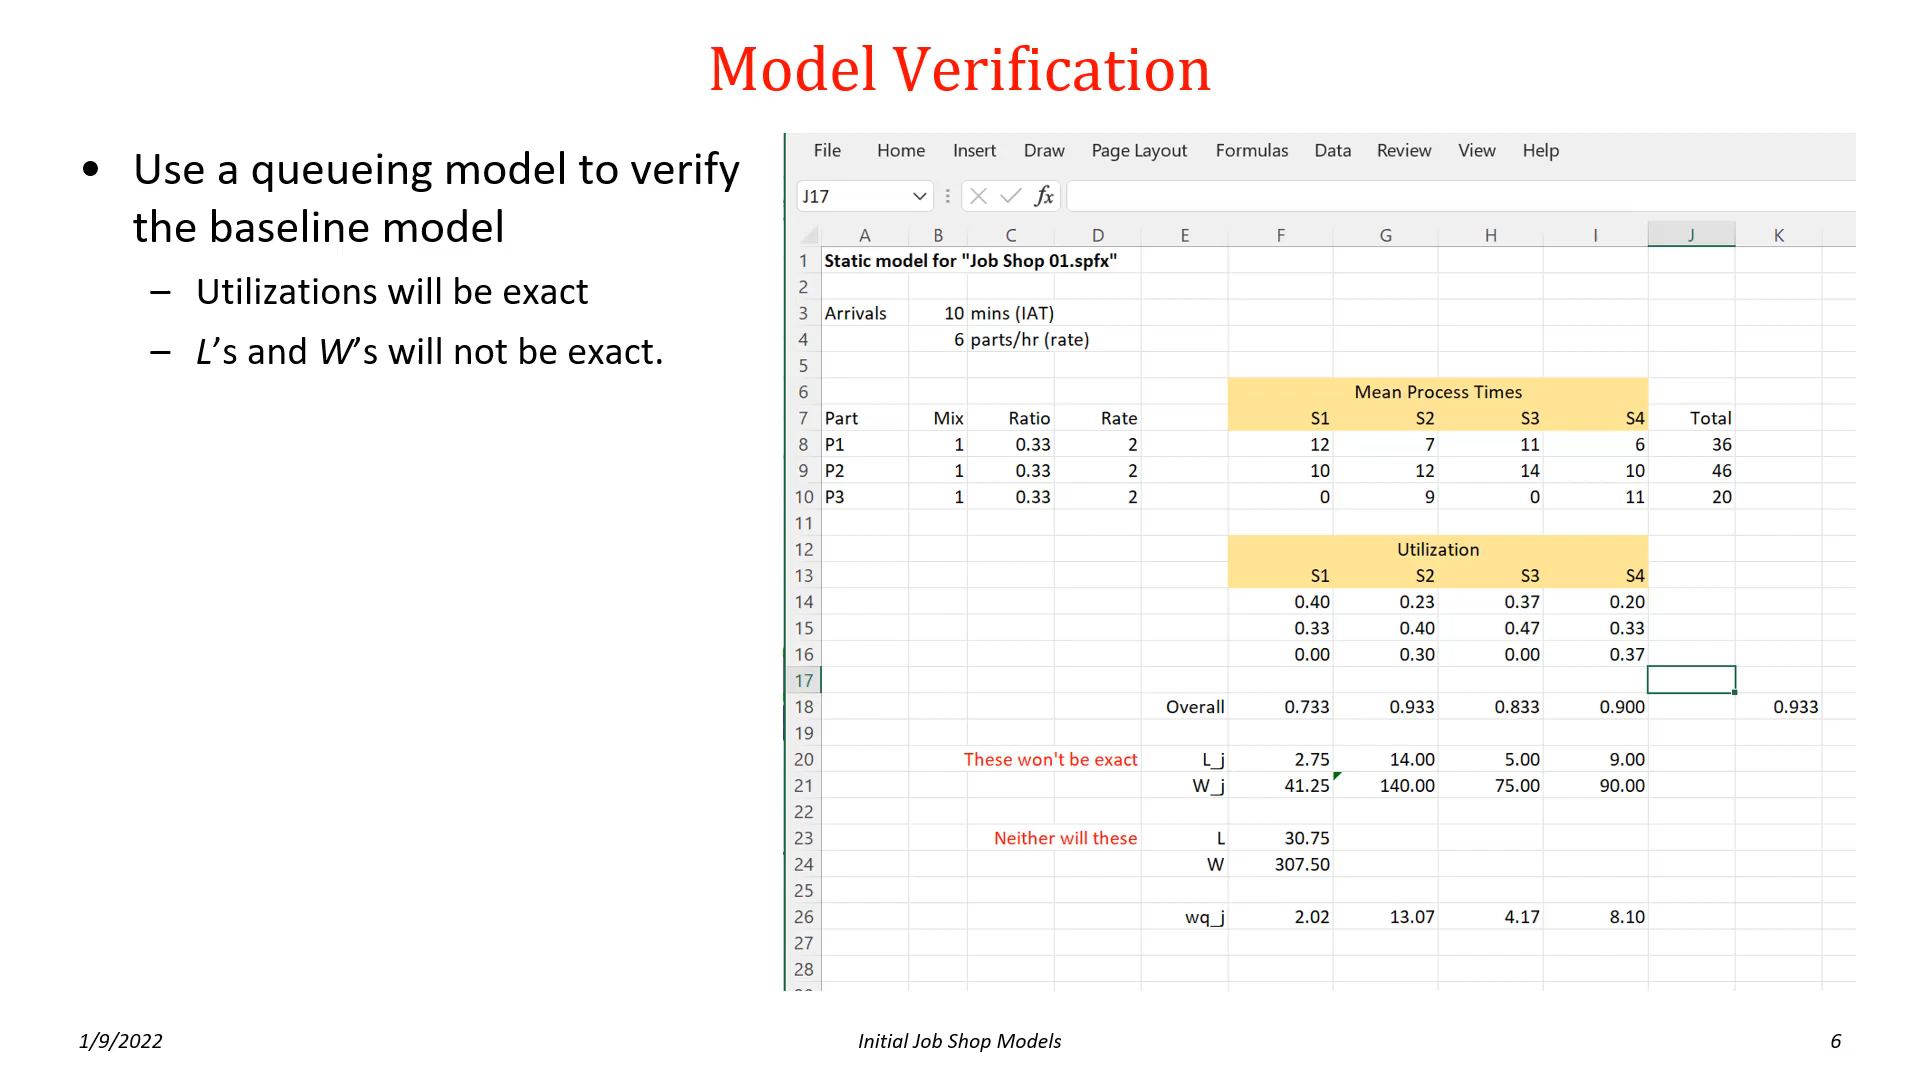 Model Verification
• Use a queueing model to verify
the baseline model
– Utilizations will be exact
– L’s and W’s will not be exact.
File Home Insert Draw Page Layout Formulas Data Review View Help
J17 fx
A B C D E F G H I J K
1 Static model for "Job Shop 01.spfx"
2
3 Arrivals 10 mins (IAT)
4 6 parts/hr (rate)
5
6 Mean Process Times
7 Part Mix Ratio Rate S1 S2 S3 S4 Total
8 P1 1 0.33 2 12 7 11 6 36
9 P2 1 0.33 2 10 12 14 10 46
10 P3 1 0.33 2 0 9 0 11 20
11
12 Utilization
13 S1 S2 S3 S4
14 0.40 0.23 0.37 0.20
15 0.33 0.40 0.47 0.33
16 0.00 0.30 0.00 0.37
17
18 Overall 0.733 0.933 0.833 0.900 0.933
19
20 These won't be exact L_j 2.75 14.00 5.00 9.00
21 W_j 41.25 140.00 75.00 90.00
22
23 Neither will these L 30.75
24 W 307.50
25
26 wq_j 2.02 13.07 4.17 8.10
27
28
1/9/2022 Initial Job Shop Models 6